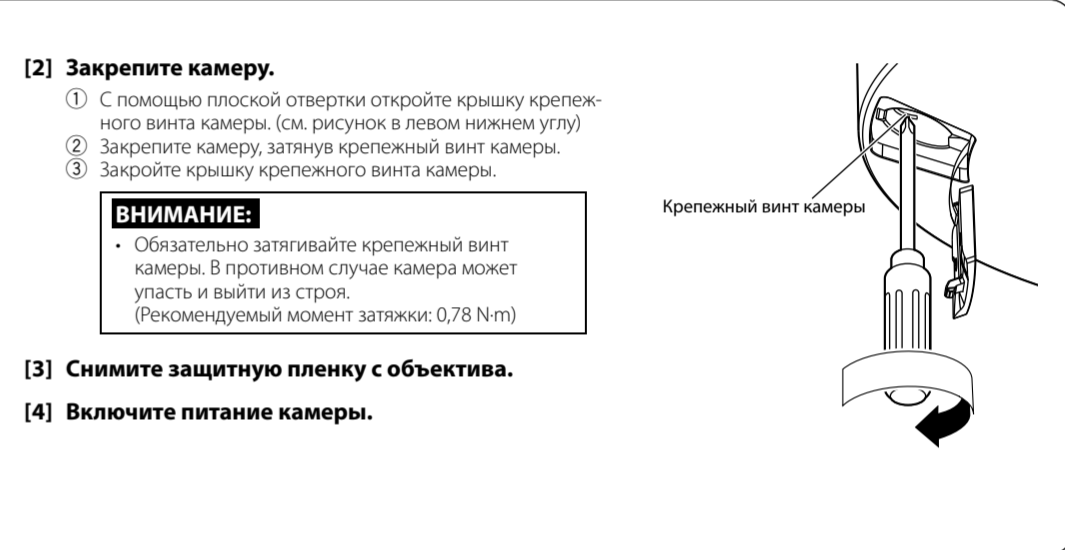 [2] Закрепите камеру.
① С помощью плоской отвертки откройте крышку крепеж-
ного винта камеры. (см. рисунок в левом нижнем углу)
② Закрепите камеру, затянув крепежный винт камеры.
③ Закройте крышку крепежного винта камеры.
ВНИМАНИЕ:
• Обязательно затягивайте крепежный винт
камеры. В противном случае камера может
упасть и выйти из строя.
(Рекомендуемый момент затяжки: 0,78 N·m)
[3] Снимите защитную пленку с объектива.
[4] Включите питание камеры.
Крепежный винт камеры